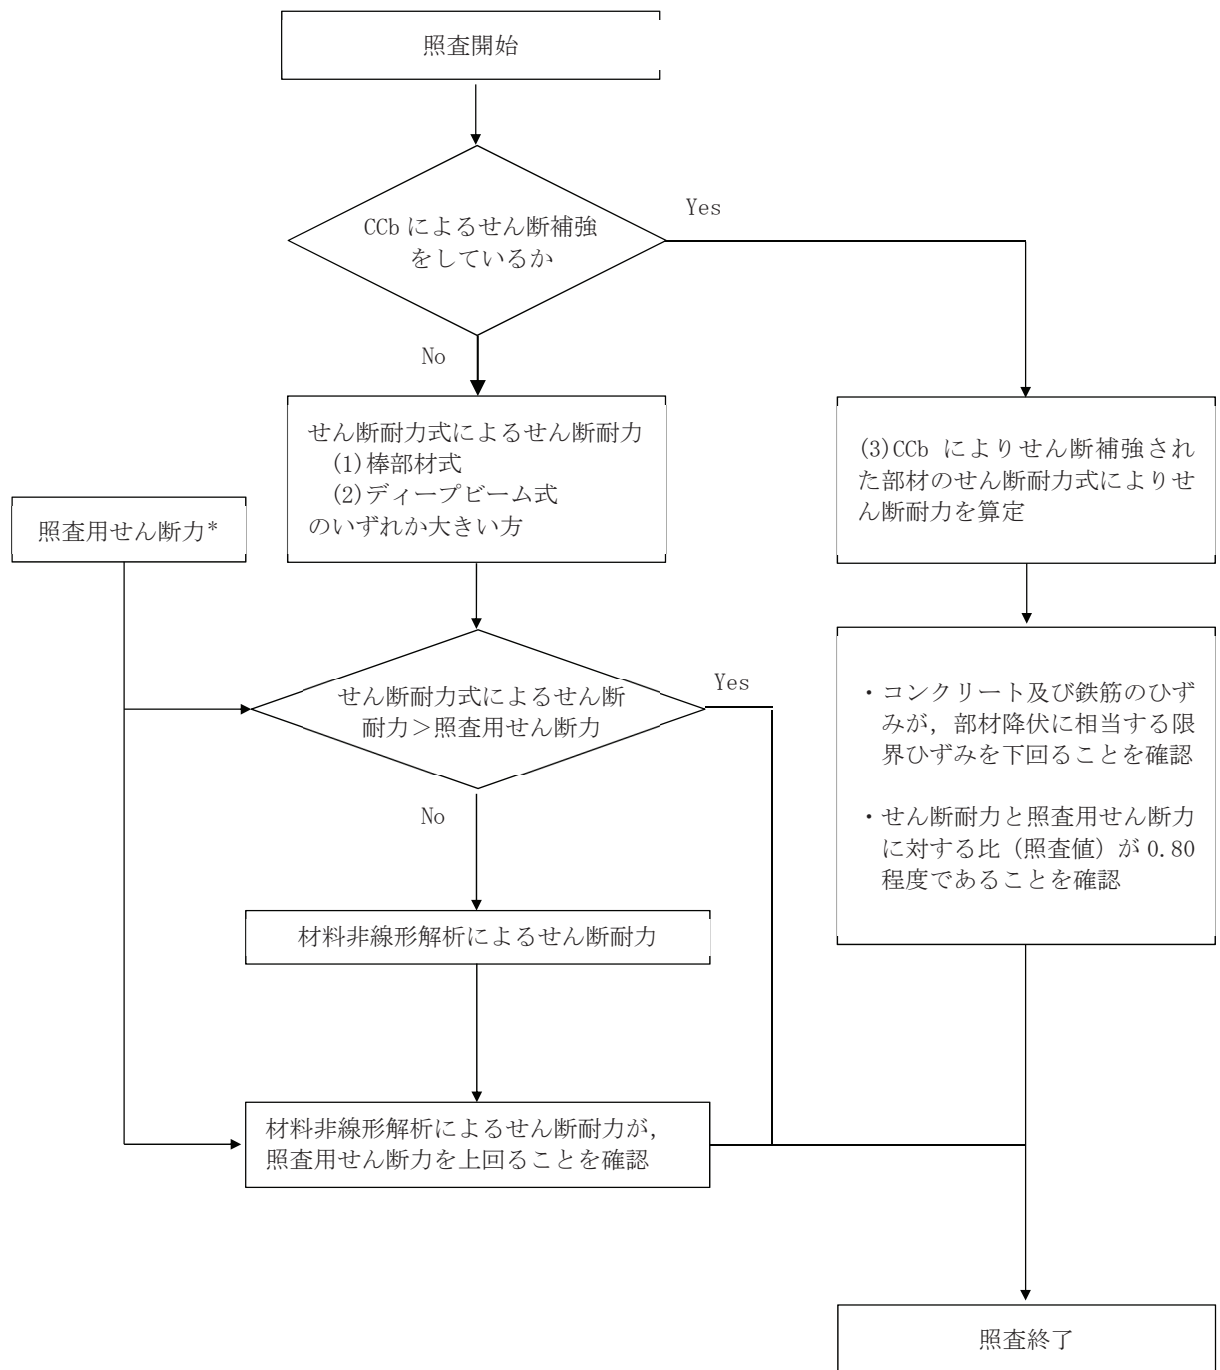 照査開始
CCb によるせん断補強
をしているか
Yes
No
せん断耐力式によるせん断耐力
(1)棒部材式
(2)ディープビーム式
のいずれか大きい方
(3)CCb によりせん断補強され
た部材のせん断耐力式によりせ
ん断耐力を算定
照査用せん断力*
せん断耐力式によるせん断
耐力＞照査用せん断力
Yes
No
・コンクリート及び鉄筋のひず
みが，部材降伏に相当する限
界ひずみを下回ることを確認
・せん断耐力と照査用せん断力
に対する比（照査値）が 0.80
程度であることを確認
材料非線形解析によるせん断耐力
材料非線形解析によるせん断耐力が，
照査用せん断力を上回ることを確認
照査終了